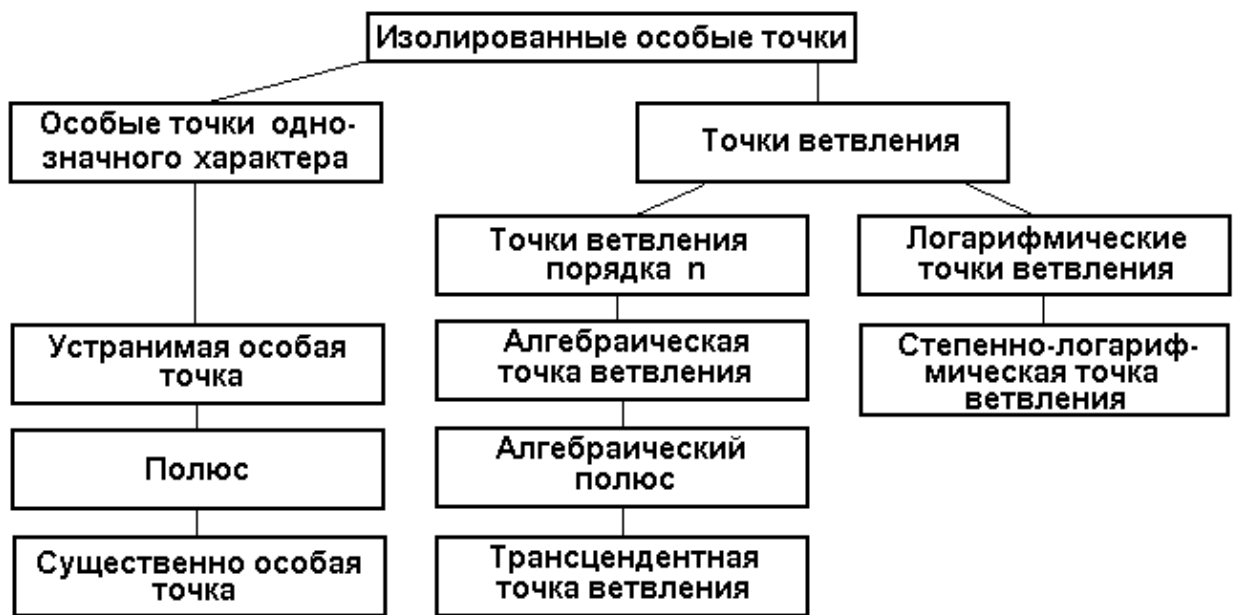 Изолированные особые точки
Особые точки одно-
значного характера
Точки ветвления
Точки ветвления
порядка n
Логарифмические
точки ветвления
Устранимая особая
точка
Алгебраическая
точка ветвления
Степенно-логариф-
мическая точка
ветвления
Полюс
Алгебраический
полюс
Существенно особая
точка
Трансцендентная
точка ветвления